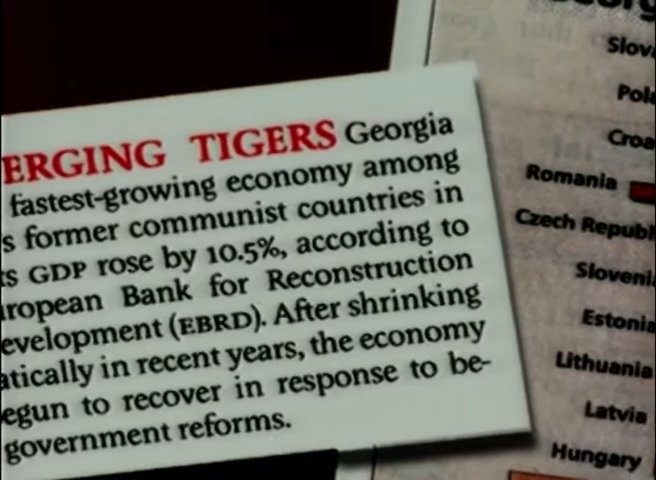 ERGING TIGERS Georgia
fastest-growing economy among
s former communist countries in
ts GDP rose by 10.5%, according to
ropean Bank for Reconstruction
evelopment (EBRD). After shrinking
atically in recent years, the economy
egun to recover in response to be-
government reforms.
Slova
Pola
Croa
Romania
Czech Republ
Sloveni
Estonia
Lithuania
Latvia
Hungary